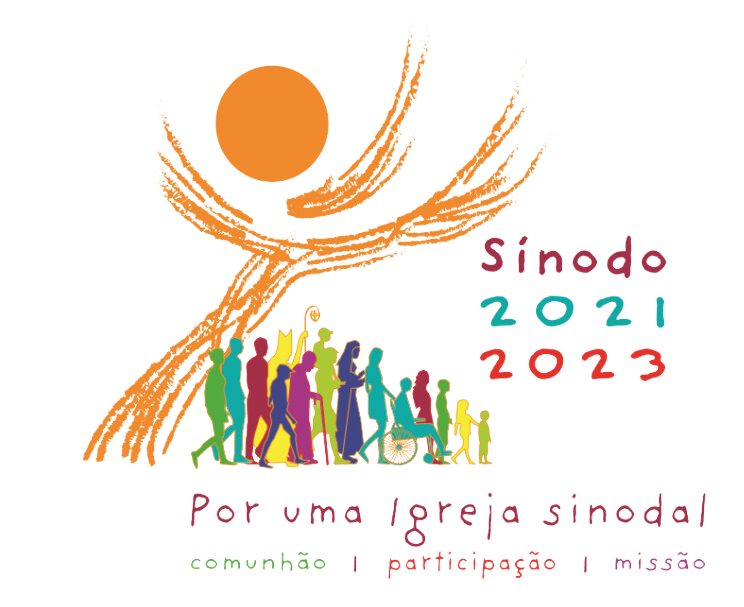 Sínodo
2021
2023
Por uma Igreja sinodal
comunhão | participação | missão